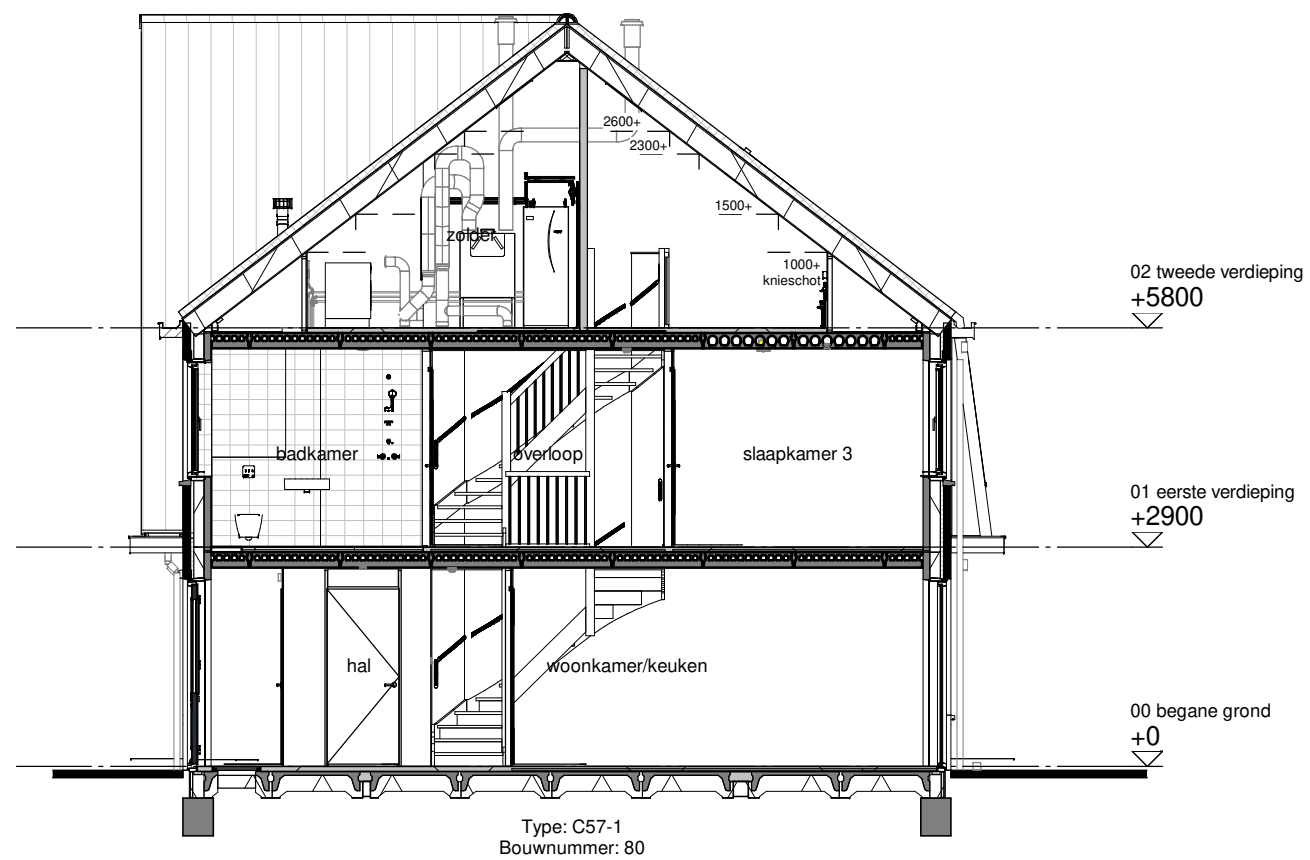 2600+
2300+
1500+
zolder
1000+
knieschot
02 tweede verdieping
+5800
badkamer
overloop
slaapkamer 3
01 eerste verdieping
+2900
hal
woonkamer/keuken
00 begane grond
+0
Type: C57-1
Bouwnummer: 80